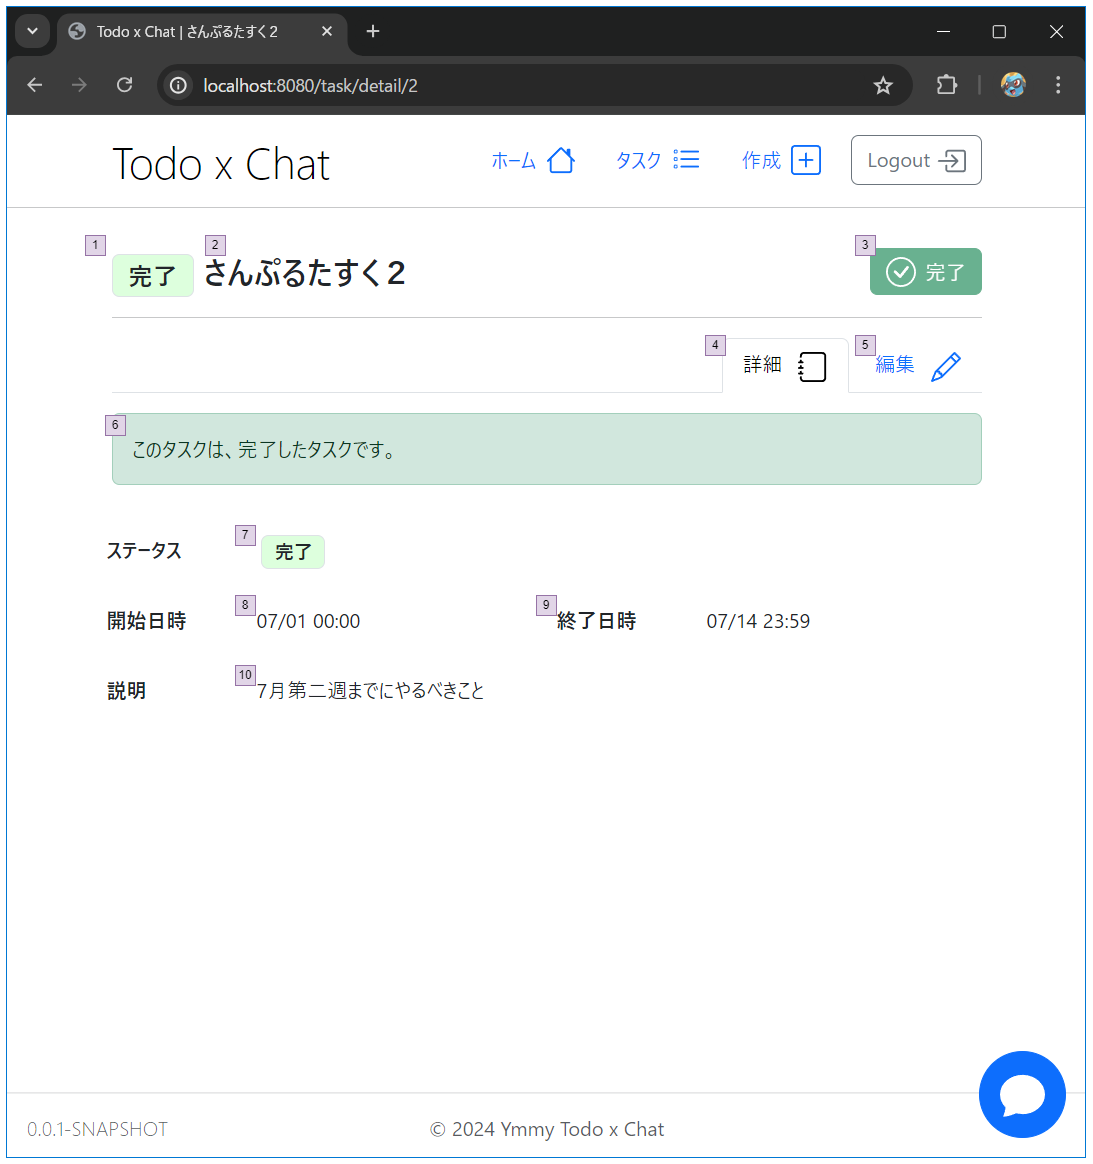 Todo x Chat | さんぷるたすく2
localhost:8080/task/detail/2
Todo x Chat
ホーム
タスク
作成
Logout
1
2
3
完了
さんぷるたすく2
完了
4
5
詳細
編集
6
このタスクは、完了したタスクです。
7
ステータス
完了
8
9
開始日時
07/01 00:00
終了日時
07/14 23:59
10
説明
7月第二週までにやるべきこと
0.0.1-SNAPSHOT
© 2024 Ymmy Todo x Chat